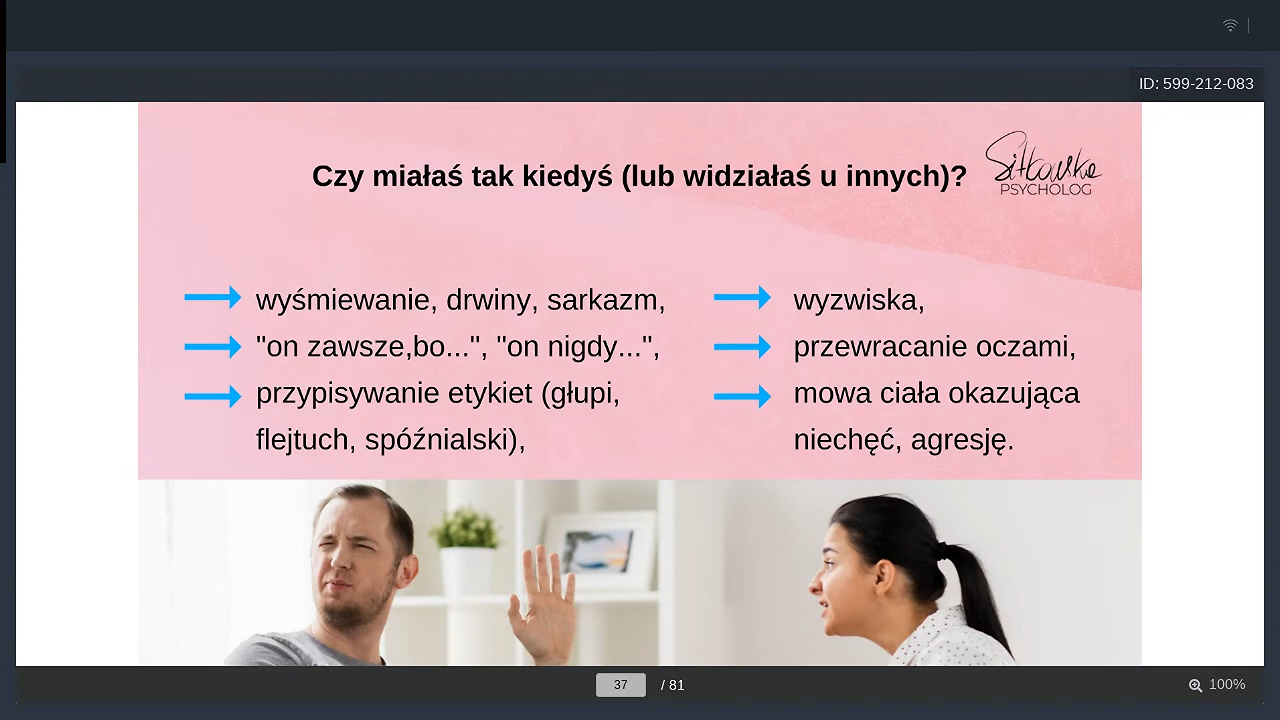 ID: 599-212-083
Czy miałaś tak kiedyś (lub widziałaś u innych)?
Siłkowska
PSYCHOLOG
wyśmiewanie, drwiny, sarkazm,
"on zawsze,bo...", "on nigdy...",
przypisywanie etykiet (głupi,
flejtuch, spóźnialski),
wyzwiska,
przewracanie oczami,
mowa ciała okazująca
niechęć, agresję.
37 / 81
100%